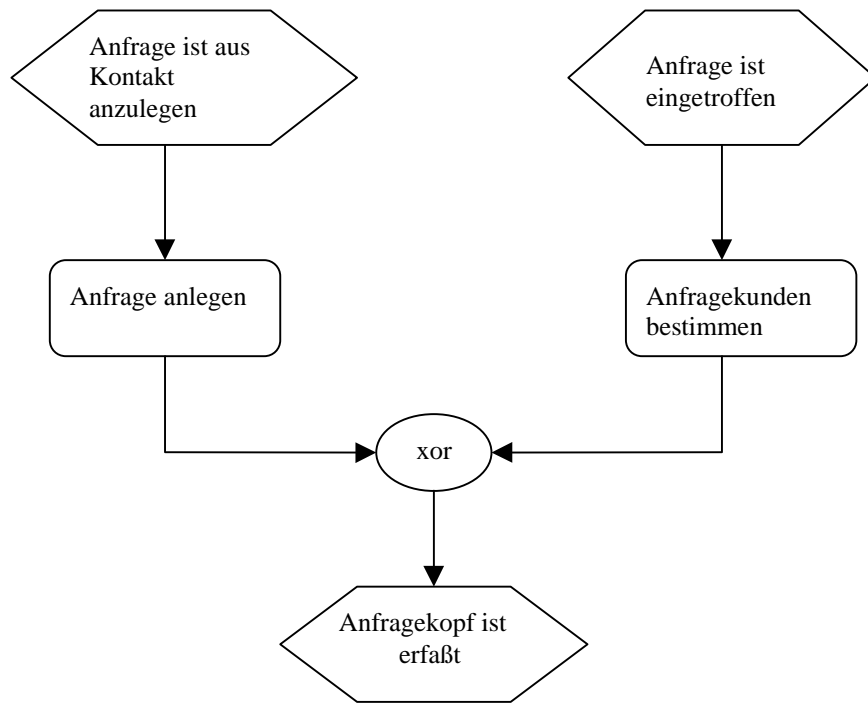 Anfrage ist aus
Kontakt
anzulegen
Anfrage ist
eingetroffen
Anfrage anlegen
Anfragekunden
bestimmen
xor
Anfragekopf ist
erfaßt